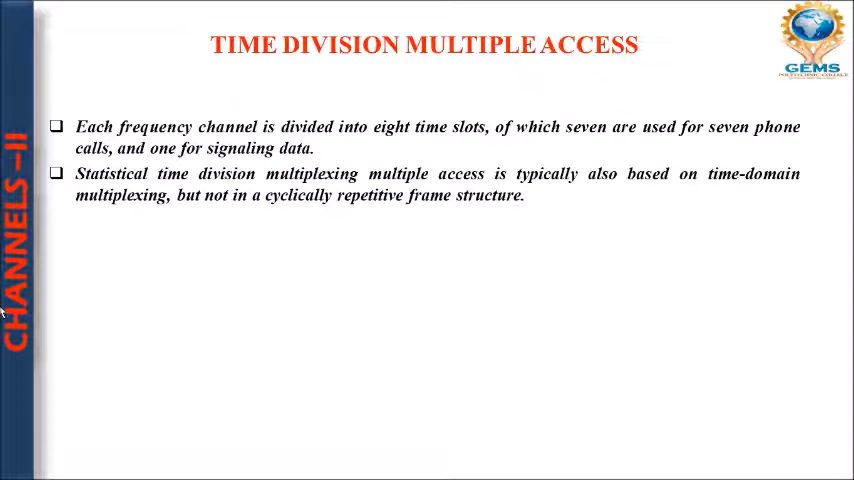 TIME DIVISION MULTIPLE ACCESS
GEMS
POLYTECHNIC COLLEGE
CHANNELS -II
Each frequency channel is divided into eight time slots, of which seven are used for seven phone
calls, and one for signaling data.
Statistical time division multiplexing multiple access is typically also based on time-domain
multiplexing, but not in a cyclically repetitive frame structure.